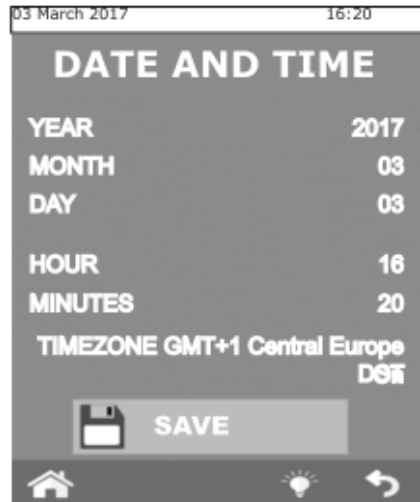 03 March 2017 16:20
DATE AND TIME
YEAR 2017
MONTH 03
DAY 03
HOUR 16
MINUTES 20
TIMEZONE GMT+1 Central Europe
SAVE